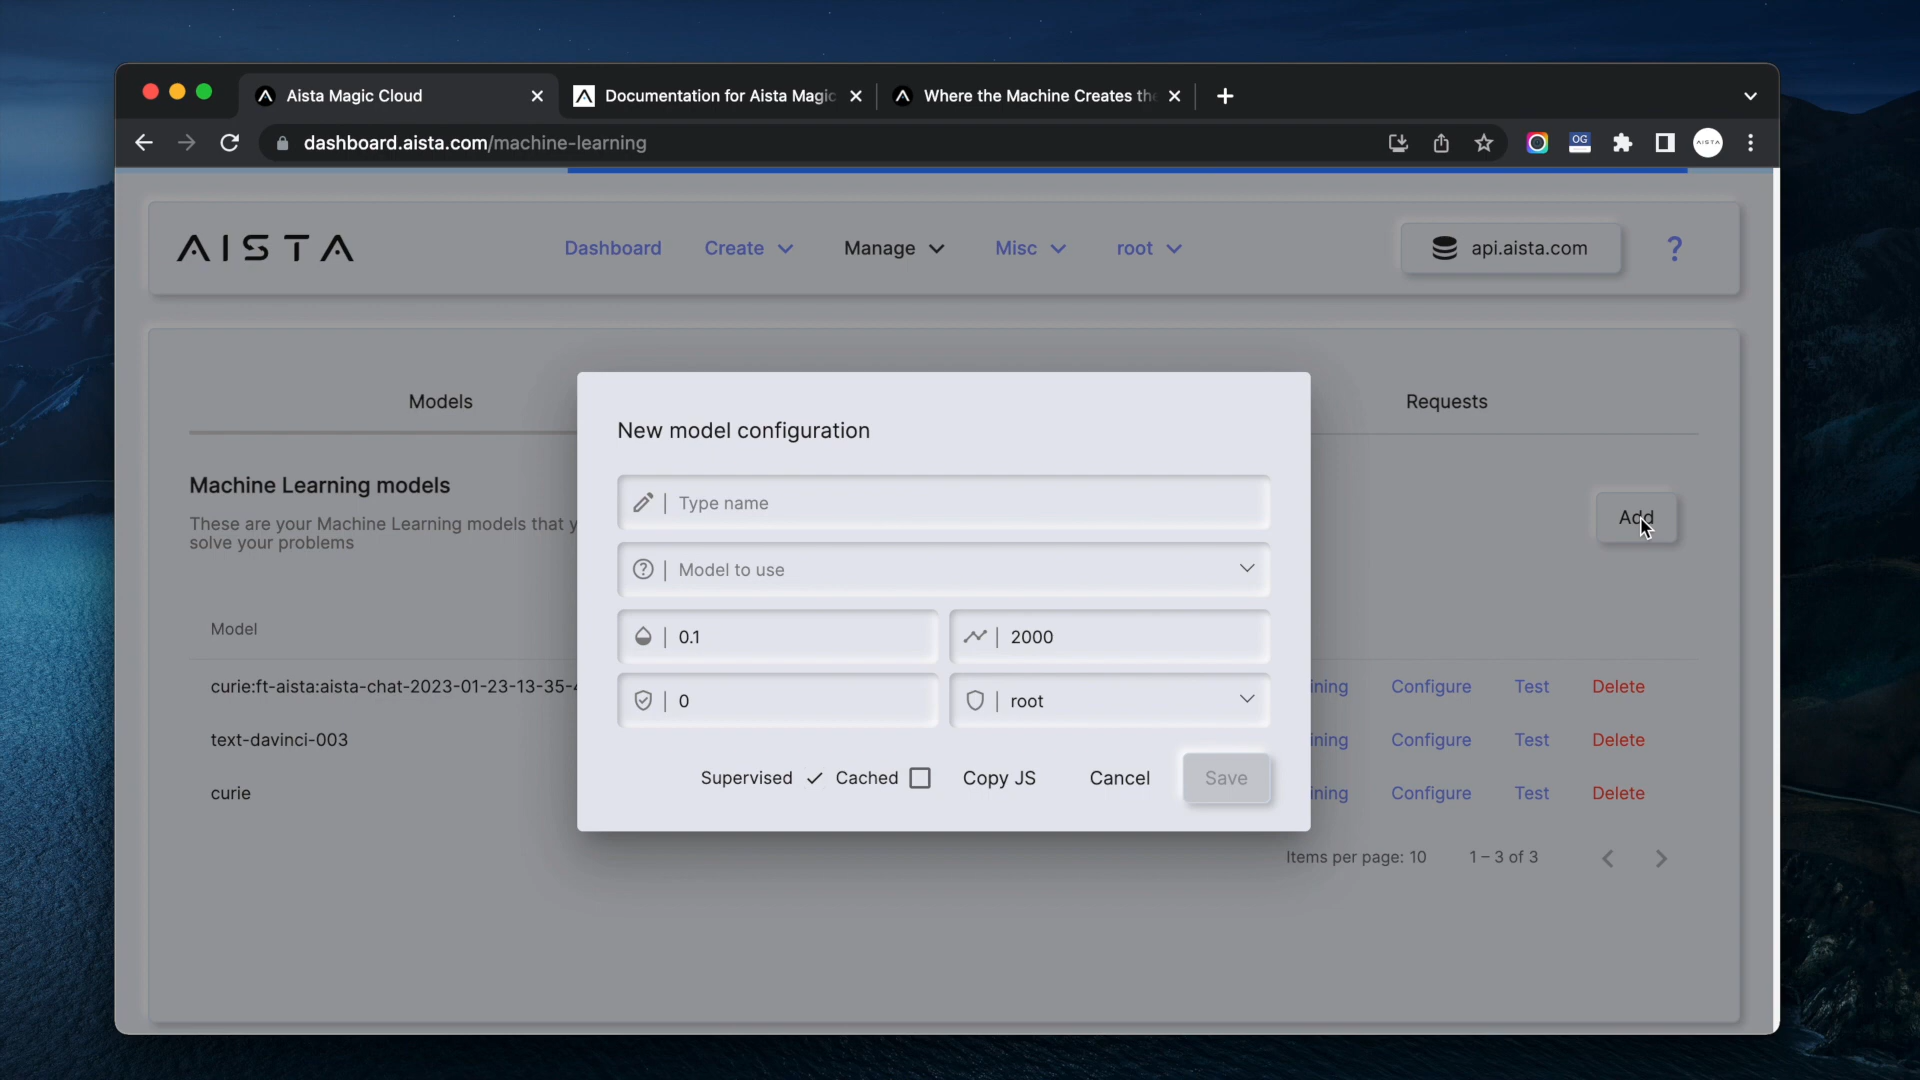 Aista Magic Cloud
Documentation for Aista Magic
Where the Machine Creates the
dashboard.aista.com/machine-learning
OG
AISTA
AISTA
Dashboard
Create
Manage
Misc
root
api.aista.com
?
Models
Requests
Machine Learning models
These are your Machine Learning models that y
solve your problems
Add
New model configuration
Type name
Model to use
0.1
2000
0
root
Supervised
Cached
Copy JS
Cancel
Save
Model
curie:ft-aista:aista-chat-2023-01-23-13-35-4
ining
Configure
Test
Delete
text-davinci-003
ining
Configure
Test
Delete
curie
ining
Configure
Test
Delete
Items per page: 10
1 – 3 of 3